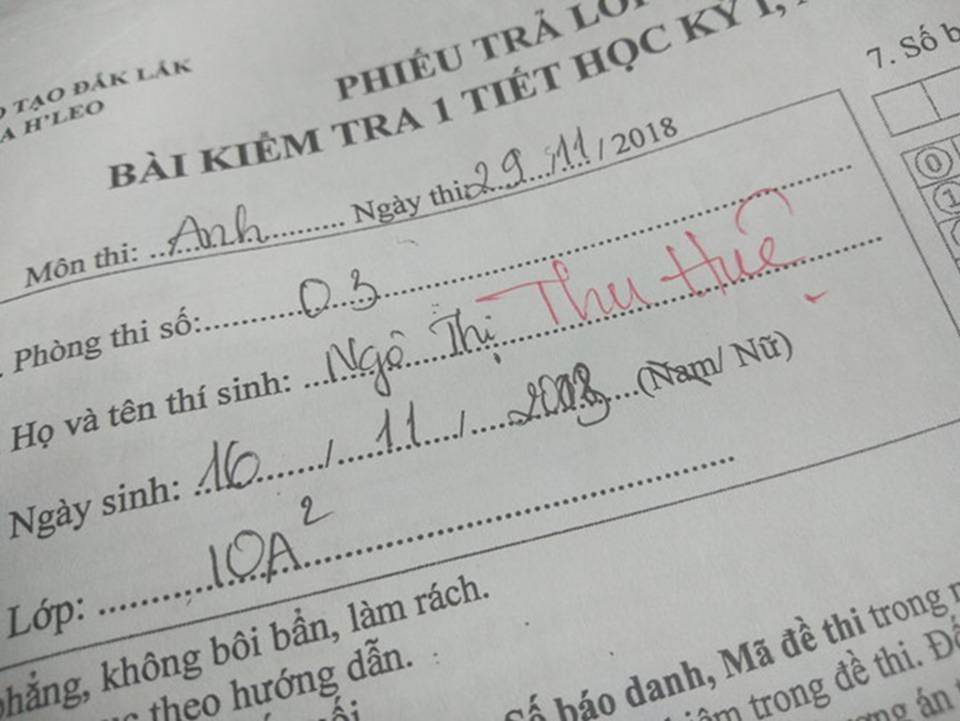 TẠO ĐẮK LẮK
A H'LEO
PHIẾU TRẢ LỜI
BÀI KIỂM TRA 1 TIẾT HỌC KỲ I,
7. Số b
Môn thi: ...Anh.......... Ngày thi:29../11../2018
Phòng thi số:............03
Họ và tên thí sinh: ...Ngô Thị Thu Huệ
Ngày sinh: 16....../....11..../.............(Nam/ Nữ)
Lớp: ..........10A²
0
1
phẳng, không bôi bẩn, làm rách.
theo hướng dẫn.
Số báo danh, Mã đề thi trong
trong đề thi.